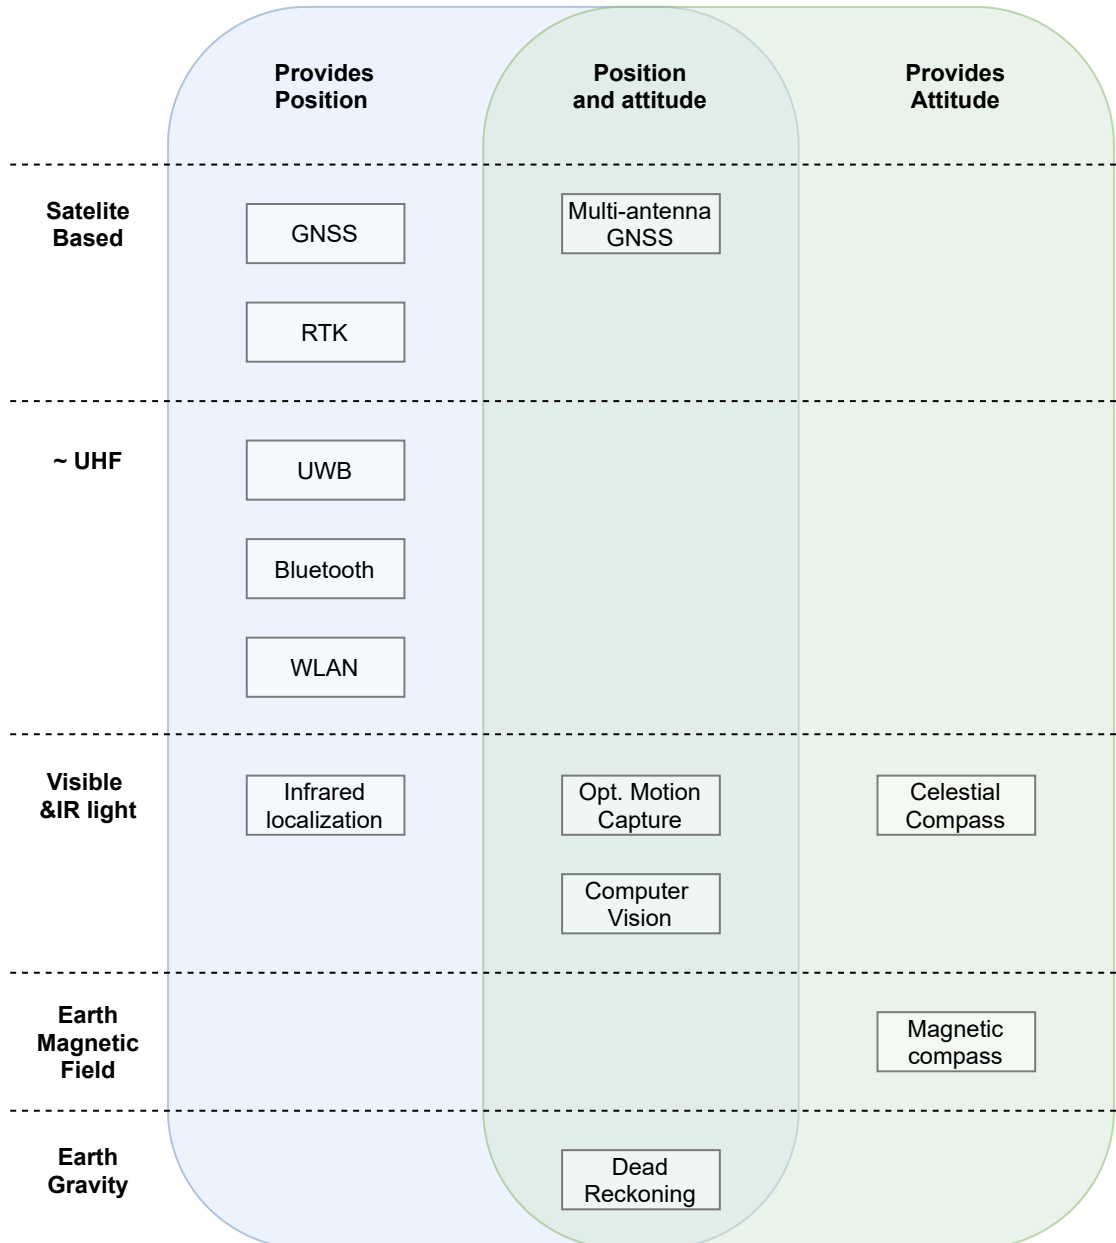 Provides
Position
Position
and attitude
Provides
Attitude
Satelite
Based
GNSS
Multi-antenna
GNSS
RTK
~ UHF
UWB
Bluetooth
WLAN
Visible
&IR light
Infrared
localization
Opt. Motion
Capture
Celestial
Compass
Computer
Vision
Earth
Magnetic
Field
Magnetic
compass
Earth
Gravity
Dead
Reckoning